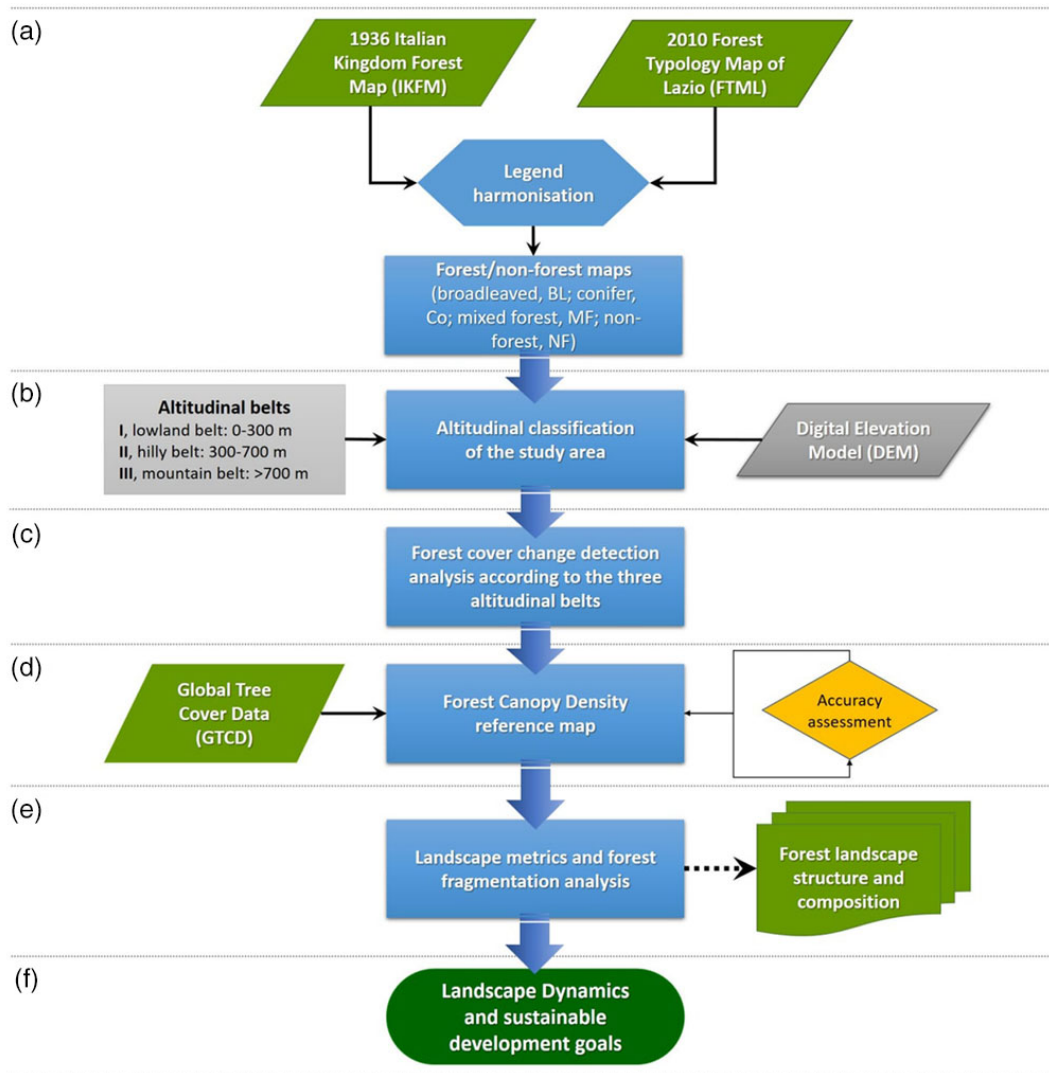 (a)
1936 Italian
Kingdom Forest
Map (IKFM)
2010 Forest
Typology Map of
Lazio (FTML)
Legend
harmonisation
Forest/non-forest maps
(broadleaved, BL; conifer,
Co; mixed forest, MF; non-
forest, NF)
(b)
Altitudinal belts
I, lowland belt: 0-300 m
II, hilly belt: 300-700 m
III, mountain belt: >700 m
Altitudinal classification
of the study area
Digital Elevation
Model (DEM)
(c)
Forest cover change detection
analysis according to the three
altitudinal belts
(d)
Global Tree
Cover Data
(GTCD)
Forest Canopy Density
reference map
Accuracy
assessment
(e)
Landscape metrics and forest
fragmentation analysis
Forest landscape
structure and
composition
(f)
Landscape Dynamics
and sustainable
development goals